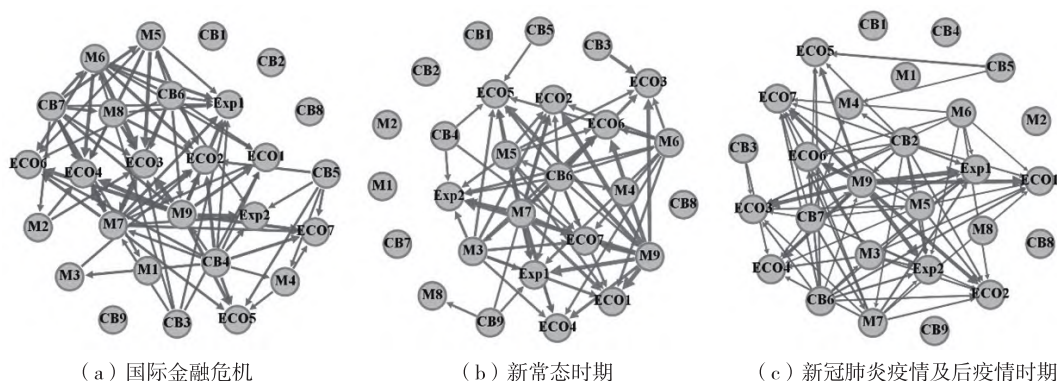 M5
CB1
M6
CB2
CB7
M8
CB6
Exp1
CB8
ECO6
ECO4
ECO3
ECO2
ECO1
CB5
M2
M7
M9
Exp2
ECO7
M3
M1
CB4
M4
CB9
CB3
ECO5
(a)国际金融危机
CB1
CB5
CB3
CB2
ECO5
ECO2
ECO3
M2
CB4
ECO6
M5
M6
M1
Exp2
CB6
M4
M7
CB8
CB7
M3
ECO7
M9
Exp1
M8
CB9
ECO4
ECO1
(b)新常态时期
CB1
CB4
ECO5
M1
CB5
ECO7
M4
M6
M2
CB3
ECO6
CB2
Exp1
M9
ECO1
ECO3
CB7
M5
M8
CB8
ECO4
M3
Exp2
CB6
ECO2
M7
CB9
(c)新冠肺炎疫情及后疫情时期